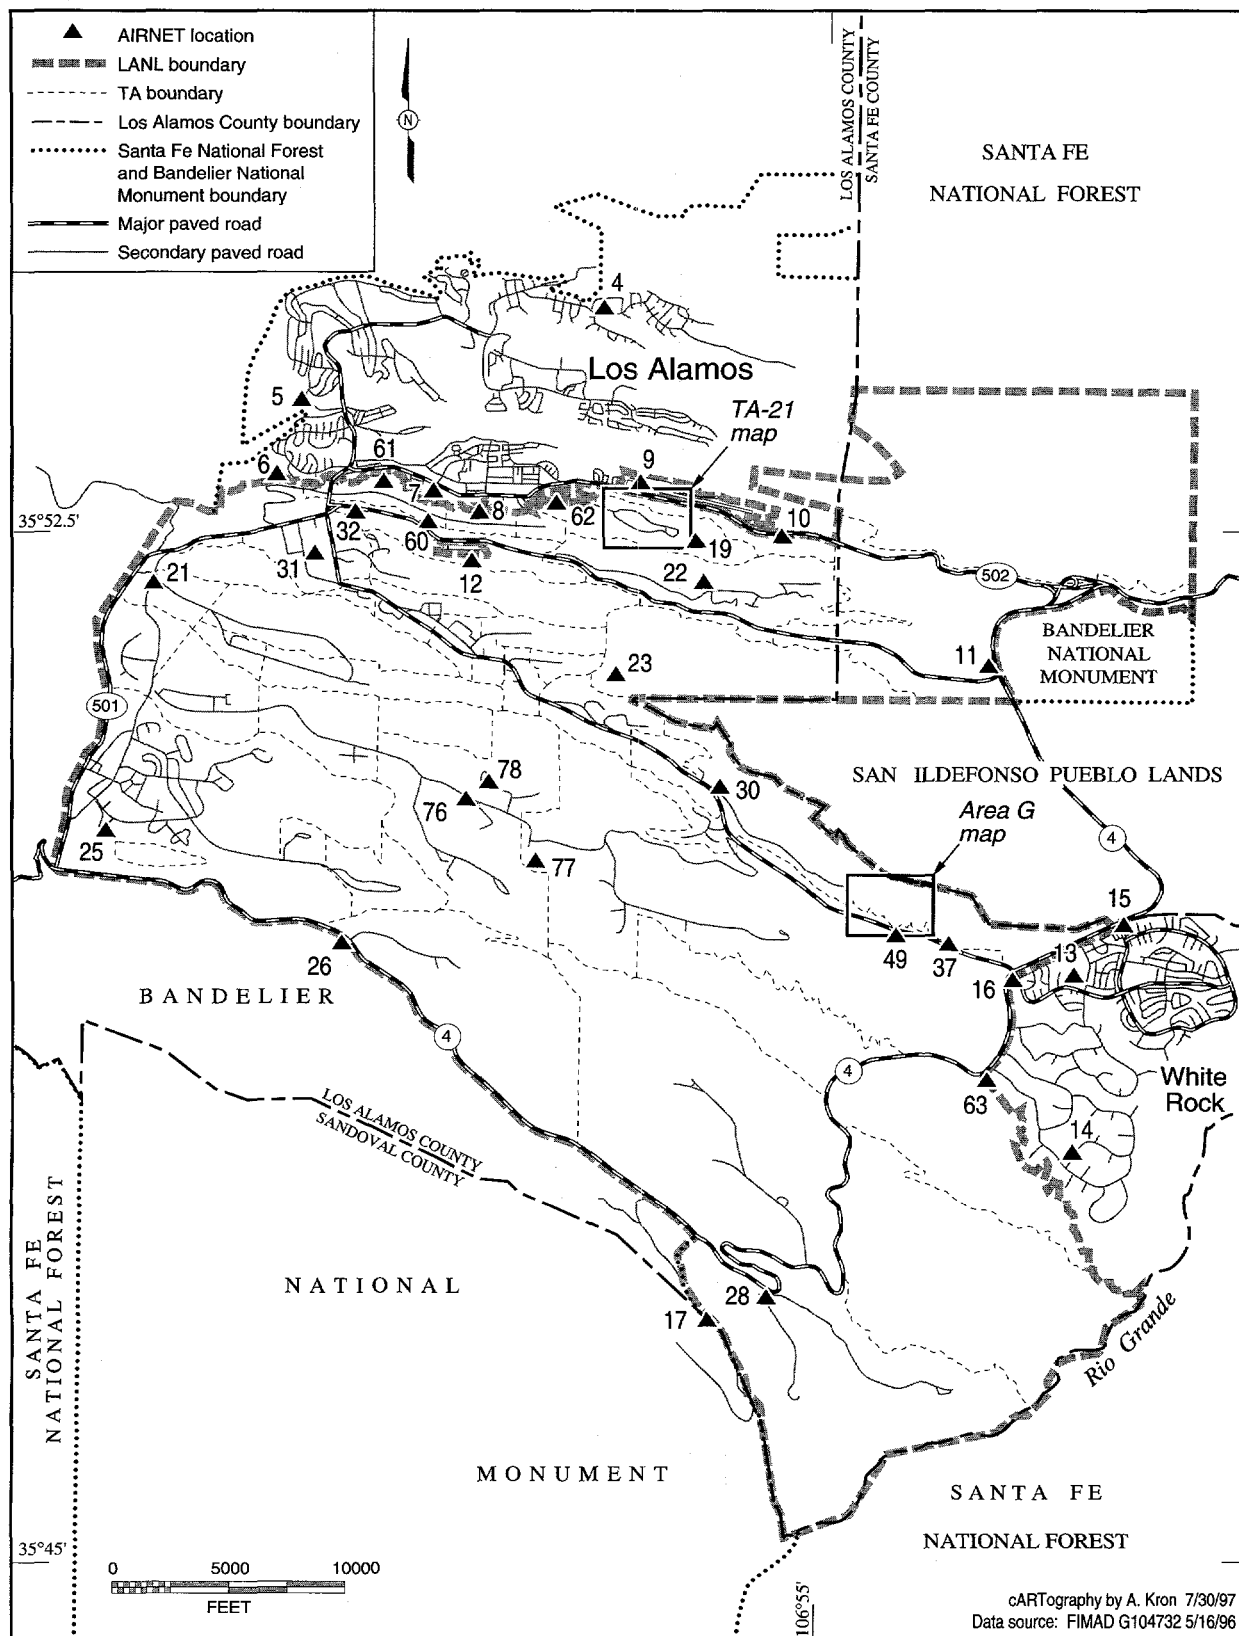 AIRNET location
LANL boundary
TA boundary
Los Alamos County boundary
Santa Fe National Forest
and Bandelier National
Monument boundary
Major paved road
Secondary paved road
N
LOS ALAMOS COUNTY
SANTA FE COUNTY
SANTA FE
NATIONAL FOREST
4
Los Alamos
5
TA-21
map
61
6
9
7
8
62
10
35°52.5'
32
60
19
31
12
22
21
502
BANDELIER
NATIONAL
MONUMENT
11
23
501
78
30
SAN ILDEFONSO PUEBLO LANDS
76
Area G
map
4
25
77
15
26
49
37
13
16
BANDELIER
4
4
63
White
Rock
LOS ALAMOS COUNTY
SANDOVAL COUNTY
14
SANTA FE
NATIONAL FOREST
NATIONAL
28
17
Rio Grande
MONUMENT
SANTA FE
NATIONAL FOREST
35°45'
0 5000 10000
FEET
106°55'
cARTography by A. Kron 7/30/97
Data source: FIMAD G104732 5/16/96